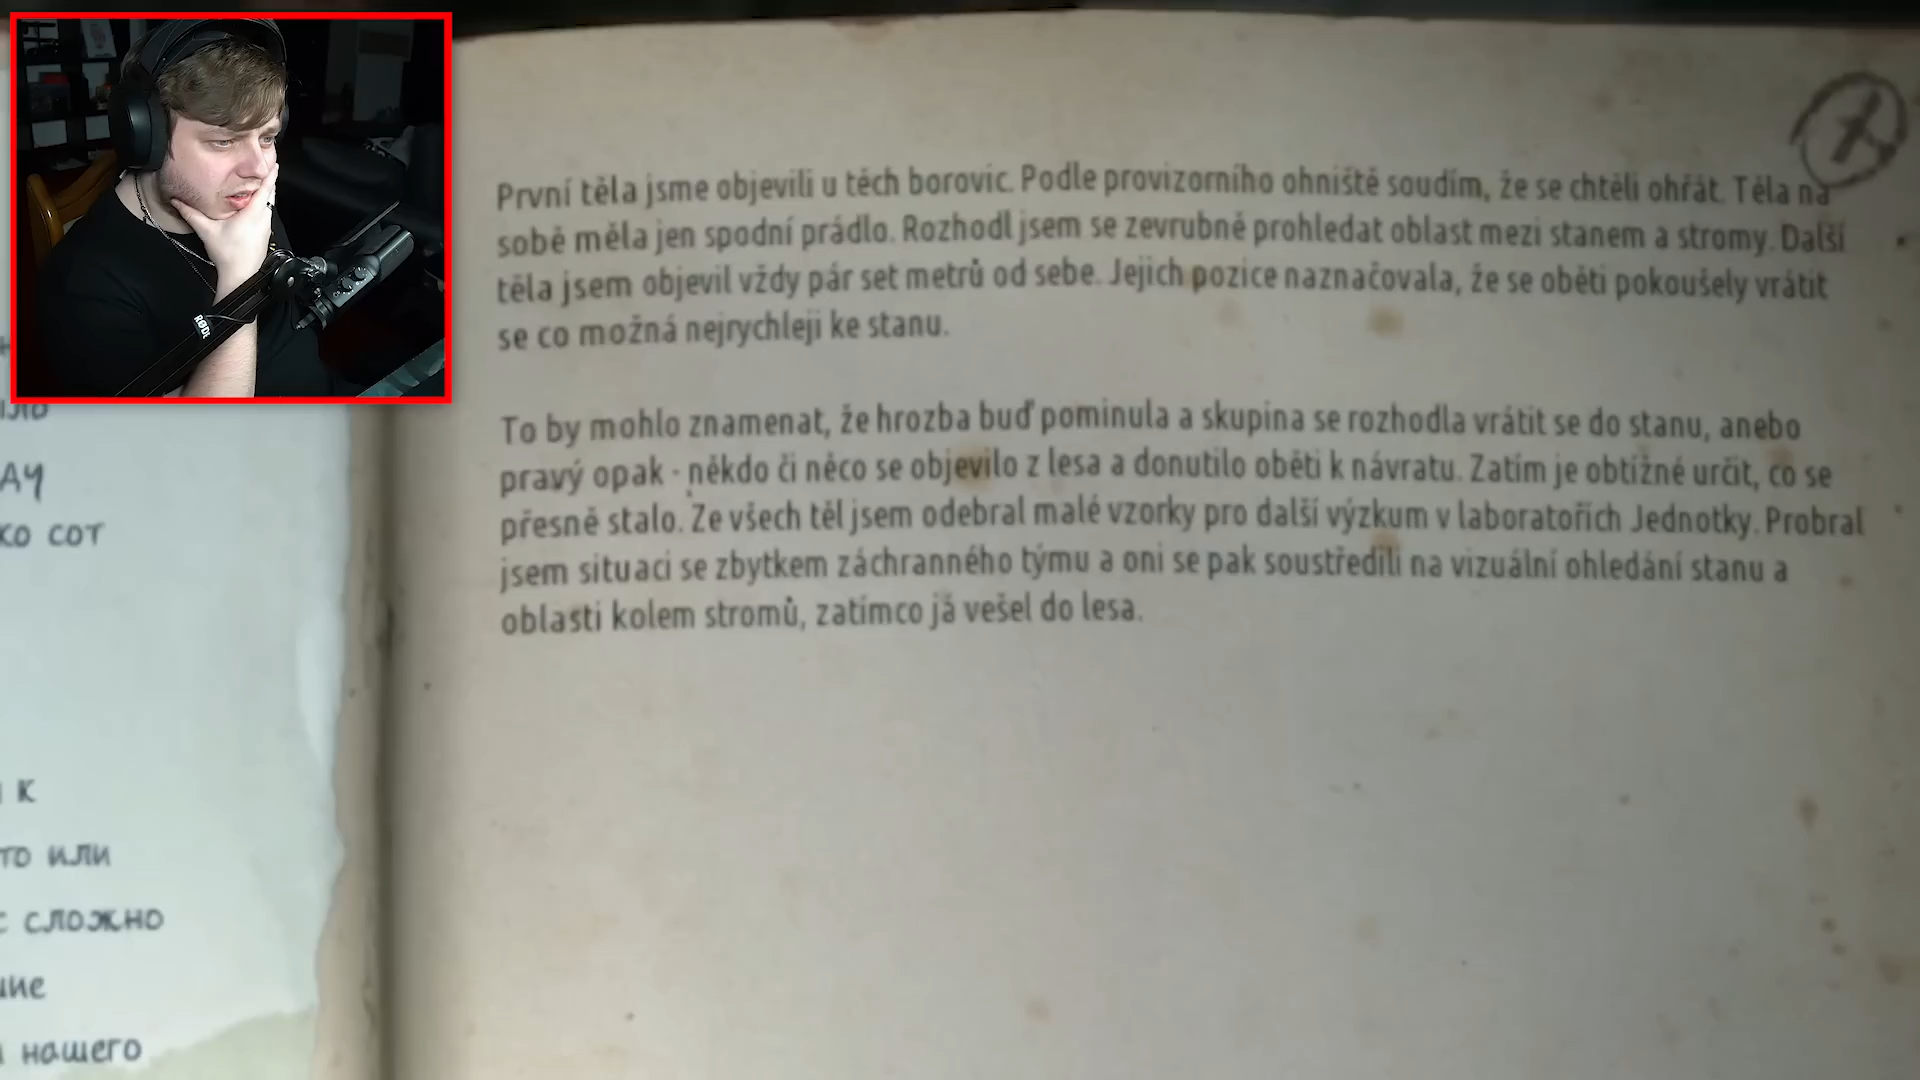 První těla jsme objevili u těch borovic. Podle provizorního ohniště soudím, že se chtěli ohřát. Těla na
sobě měla jen spodní prádlo. Rozhodl jsem se zevrubně prohledat oblast mezi stanem a stromy. Další
těla jsem objevil vždy pár set metrů od sebe. Jejich pozice naznačovala, že se oběti pokoušely vrátit
se co možná nejrychleji ke stanu.
To by mohlo znamenat, že hrozba buď pominula a skupina se rozhodla vrátit se do stanu, anebo
pravý opak - někdo či něco se objevilo z lesa a donutilo oběti k návratu. Zatím je obtížné určit, co se
přesně stalo. Ze všech těl jsem odebral malé vzorky pro další výzkum v laboratořích Jednotky. Probral
jsem situaci se zbytkem záchranného týmu a oni se pak soustředili na vizuální ohledání stanu a
oblasti kolem stromů, zatímco já vešel do lesa.
RØDE
сот
к
или
сложно
нашего